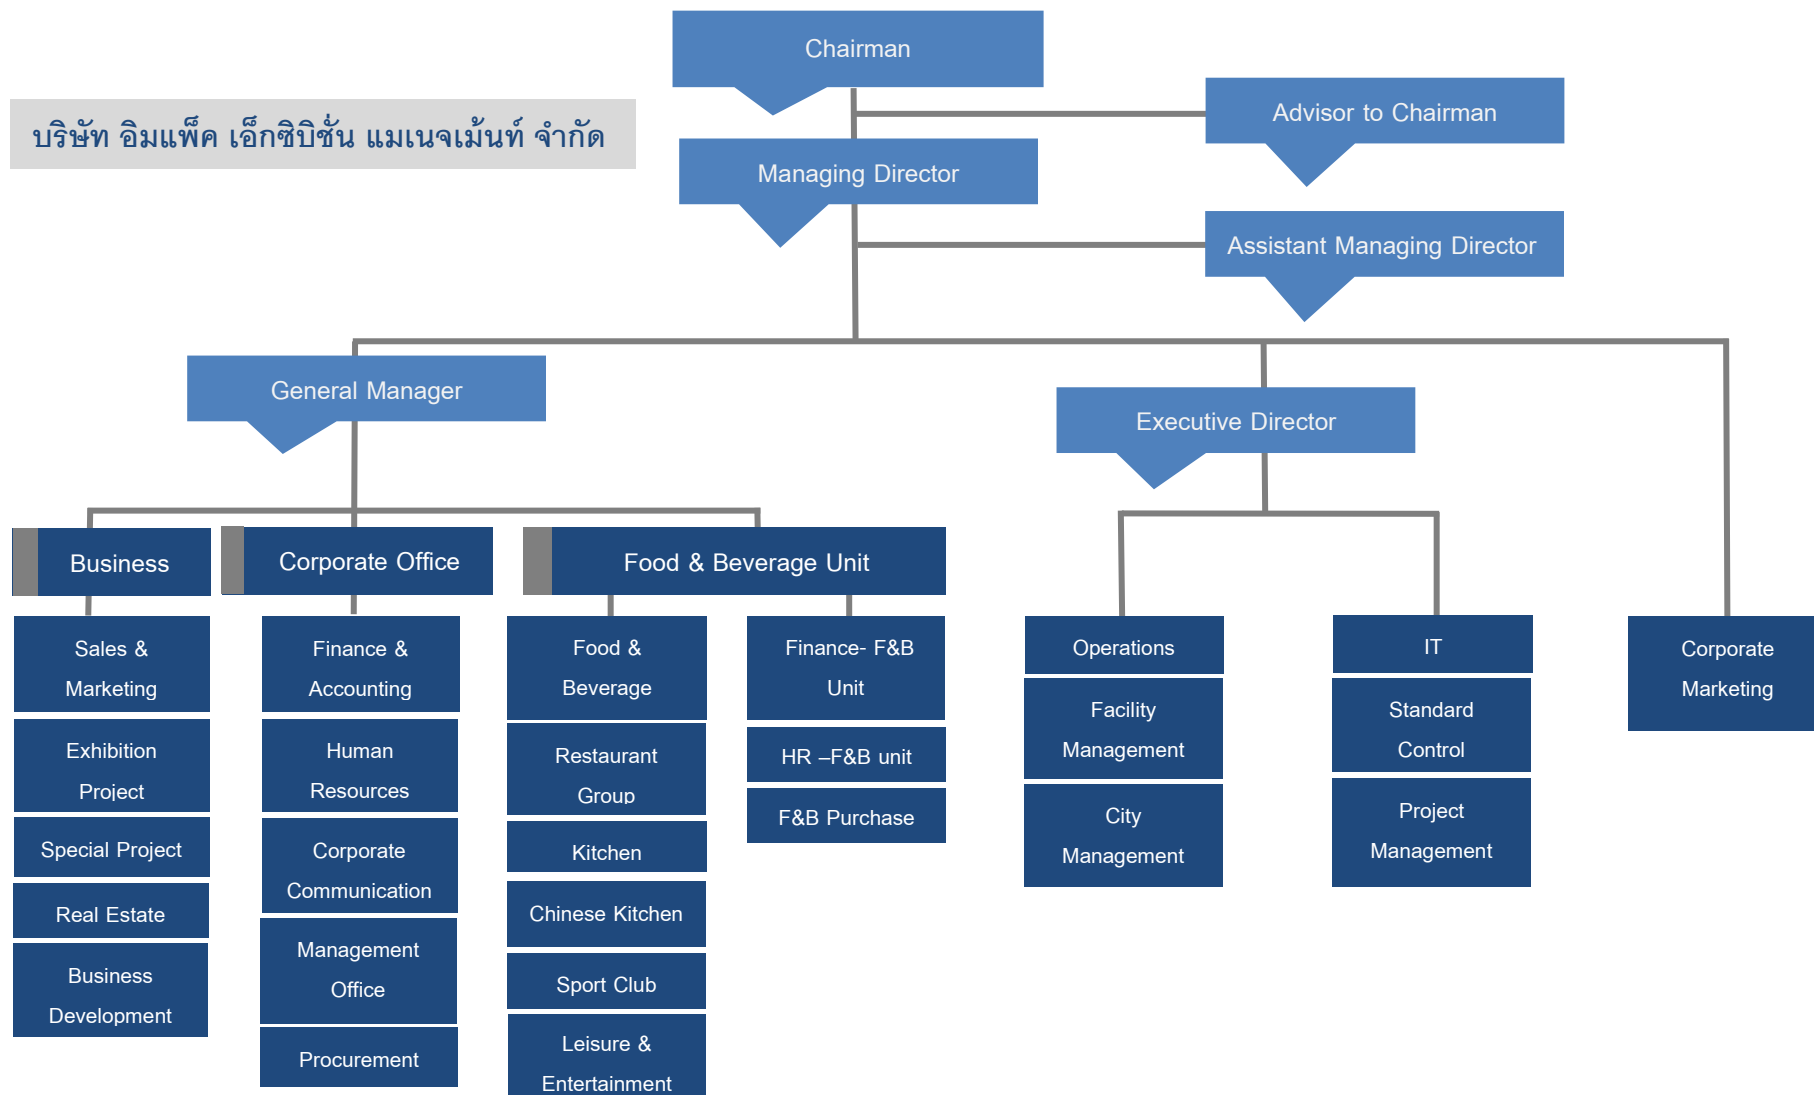 Chairman
บริษัท อิมแพ็ค เอ็กซิบิชั่น แมเนจเม้นท์ จำกัด
Advisor to Chairman
Managing Director
Assistant Managing Director
General Manager
Executive Director
Business
Corporate Office
Food & Beverage Unit
Sales &
Marketing
Exhibition
Project
Special Project
Real Estate
Business
Development
Finance &
Accounting
Human
Resources
Corporate
Communication
Management
Office
Procurement
Food &
Beverage
Restaurant
Group
Kitchen
Chinese Kitchen
Sport Club
Leisure &
Entertainment
Finance- F&B
Unit
HR –F&B unit
F&B Purchase
Operations
Facility
Management
City
Management
IT
Standard
Control
Project
Management
Corporate
Marketing